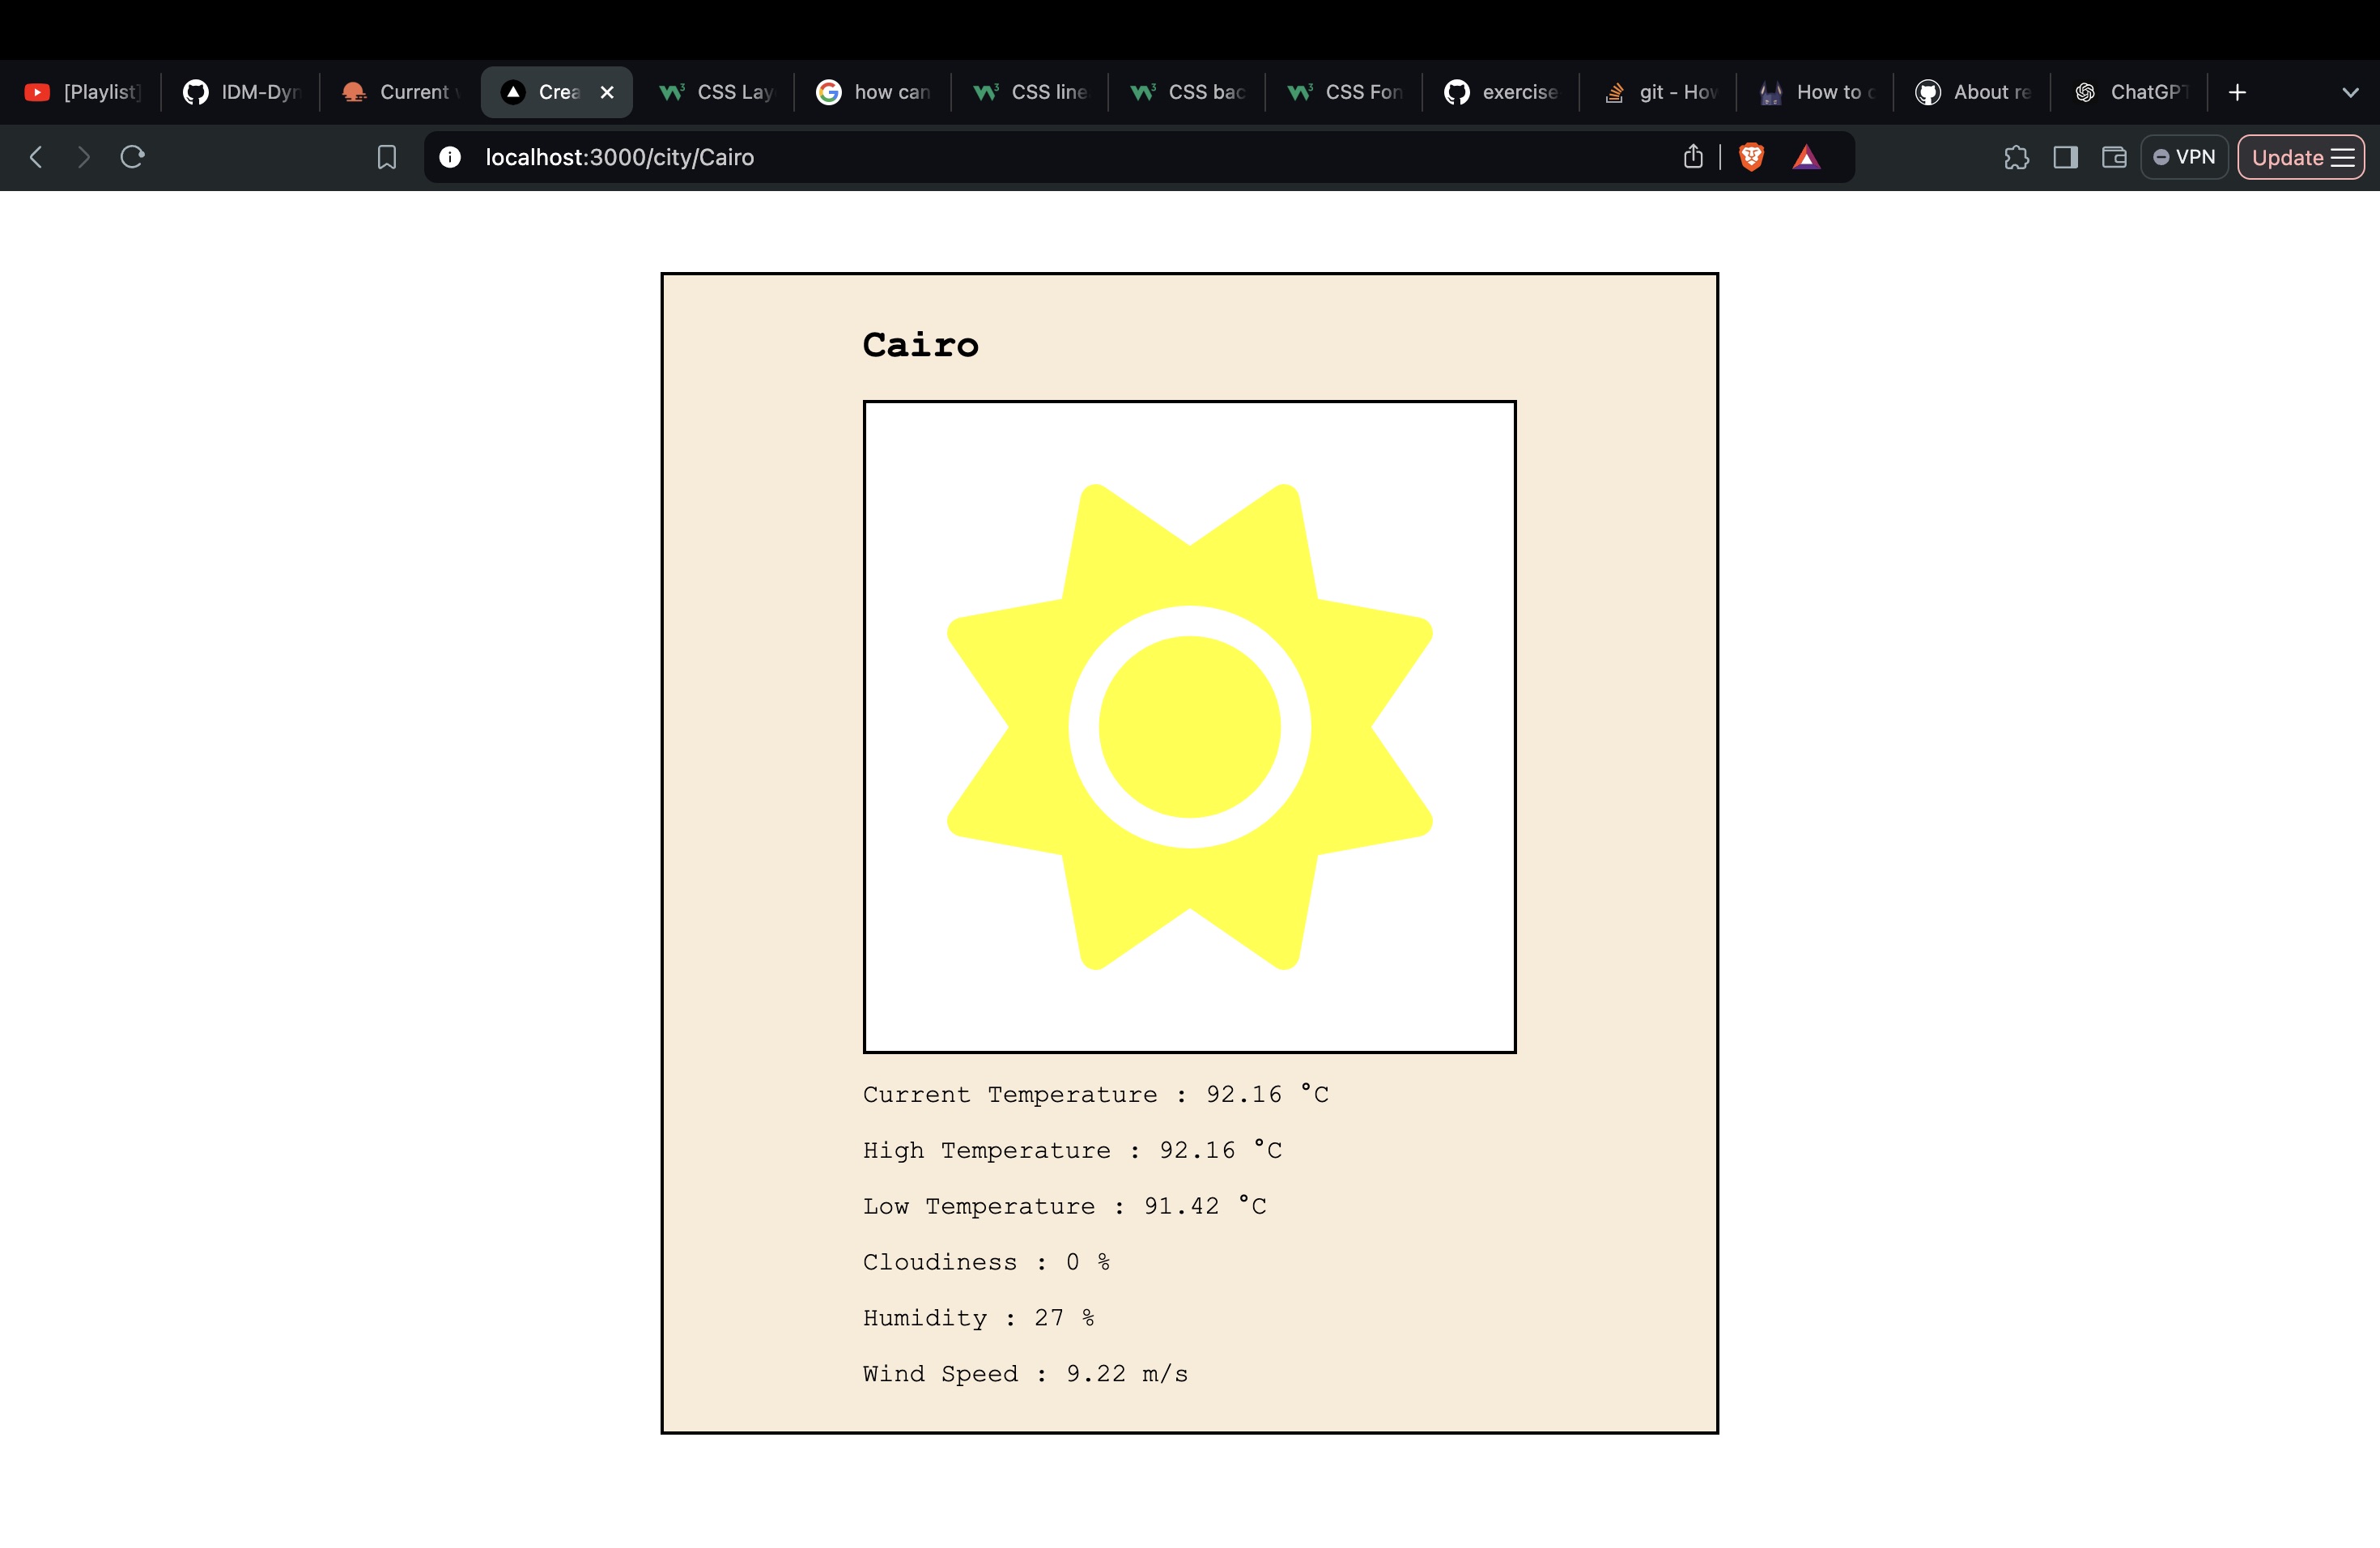 [Playlist] IDM-Dyn Current Crea CSS Lay how can CSS line CSS bac CSS Fon exercise git - How How to c About re ChatGPT
localhost:3000/city/Cairo VPN Update
Cairo
Current Temperature : 92.16 °C
High Temperature : 92.16 °C
Low Temperature : 91.42 °C
Cloudiness : 0 %
Humidity : 27 %
Wind Speed : 9.22 m/s